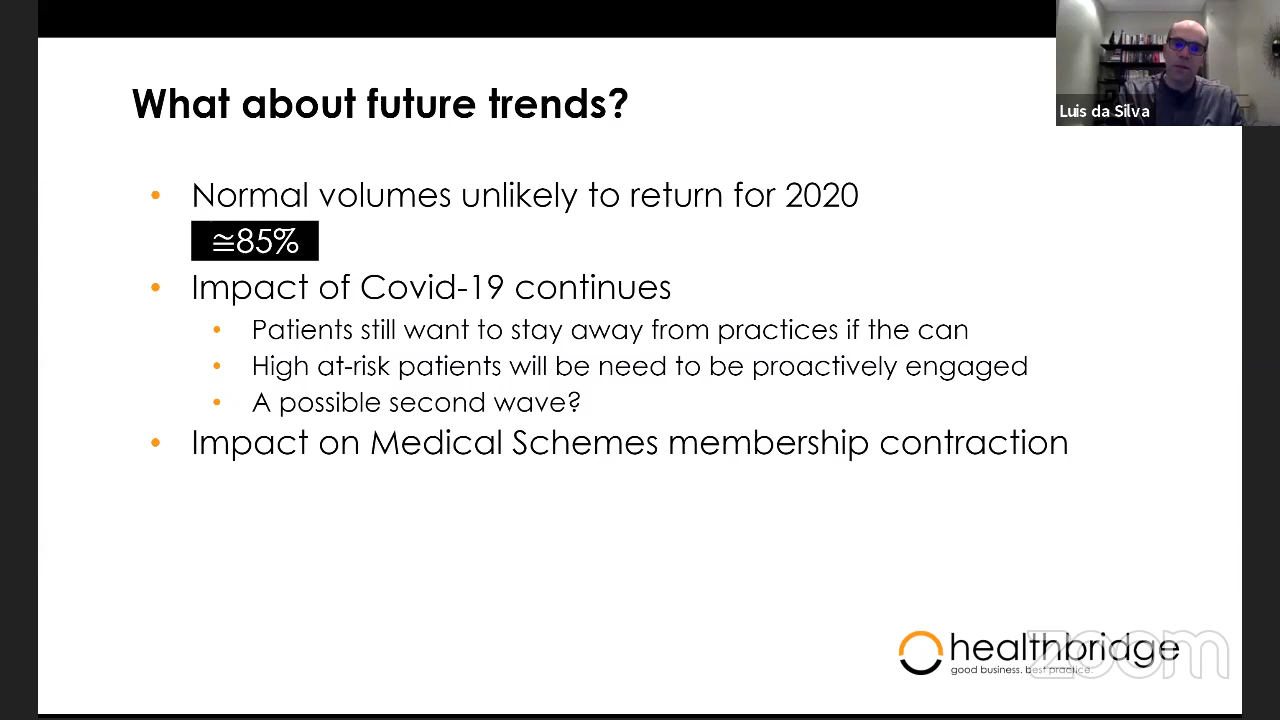 What about future trends?
Luis da Silva
• Normal volumes unlikely to return for 2020
≅85%
• Impact of Covid-19 continues
• Patients still want to stay away from practices if the can
• High at-risk patients will be need to be proactively engaged
• A possible second wave?
• Impact on Medical Schemes membership contraction
healthbridge
good business. best practice.
zoom